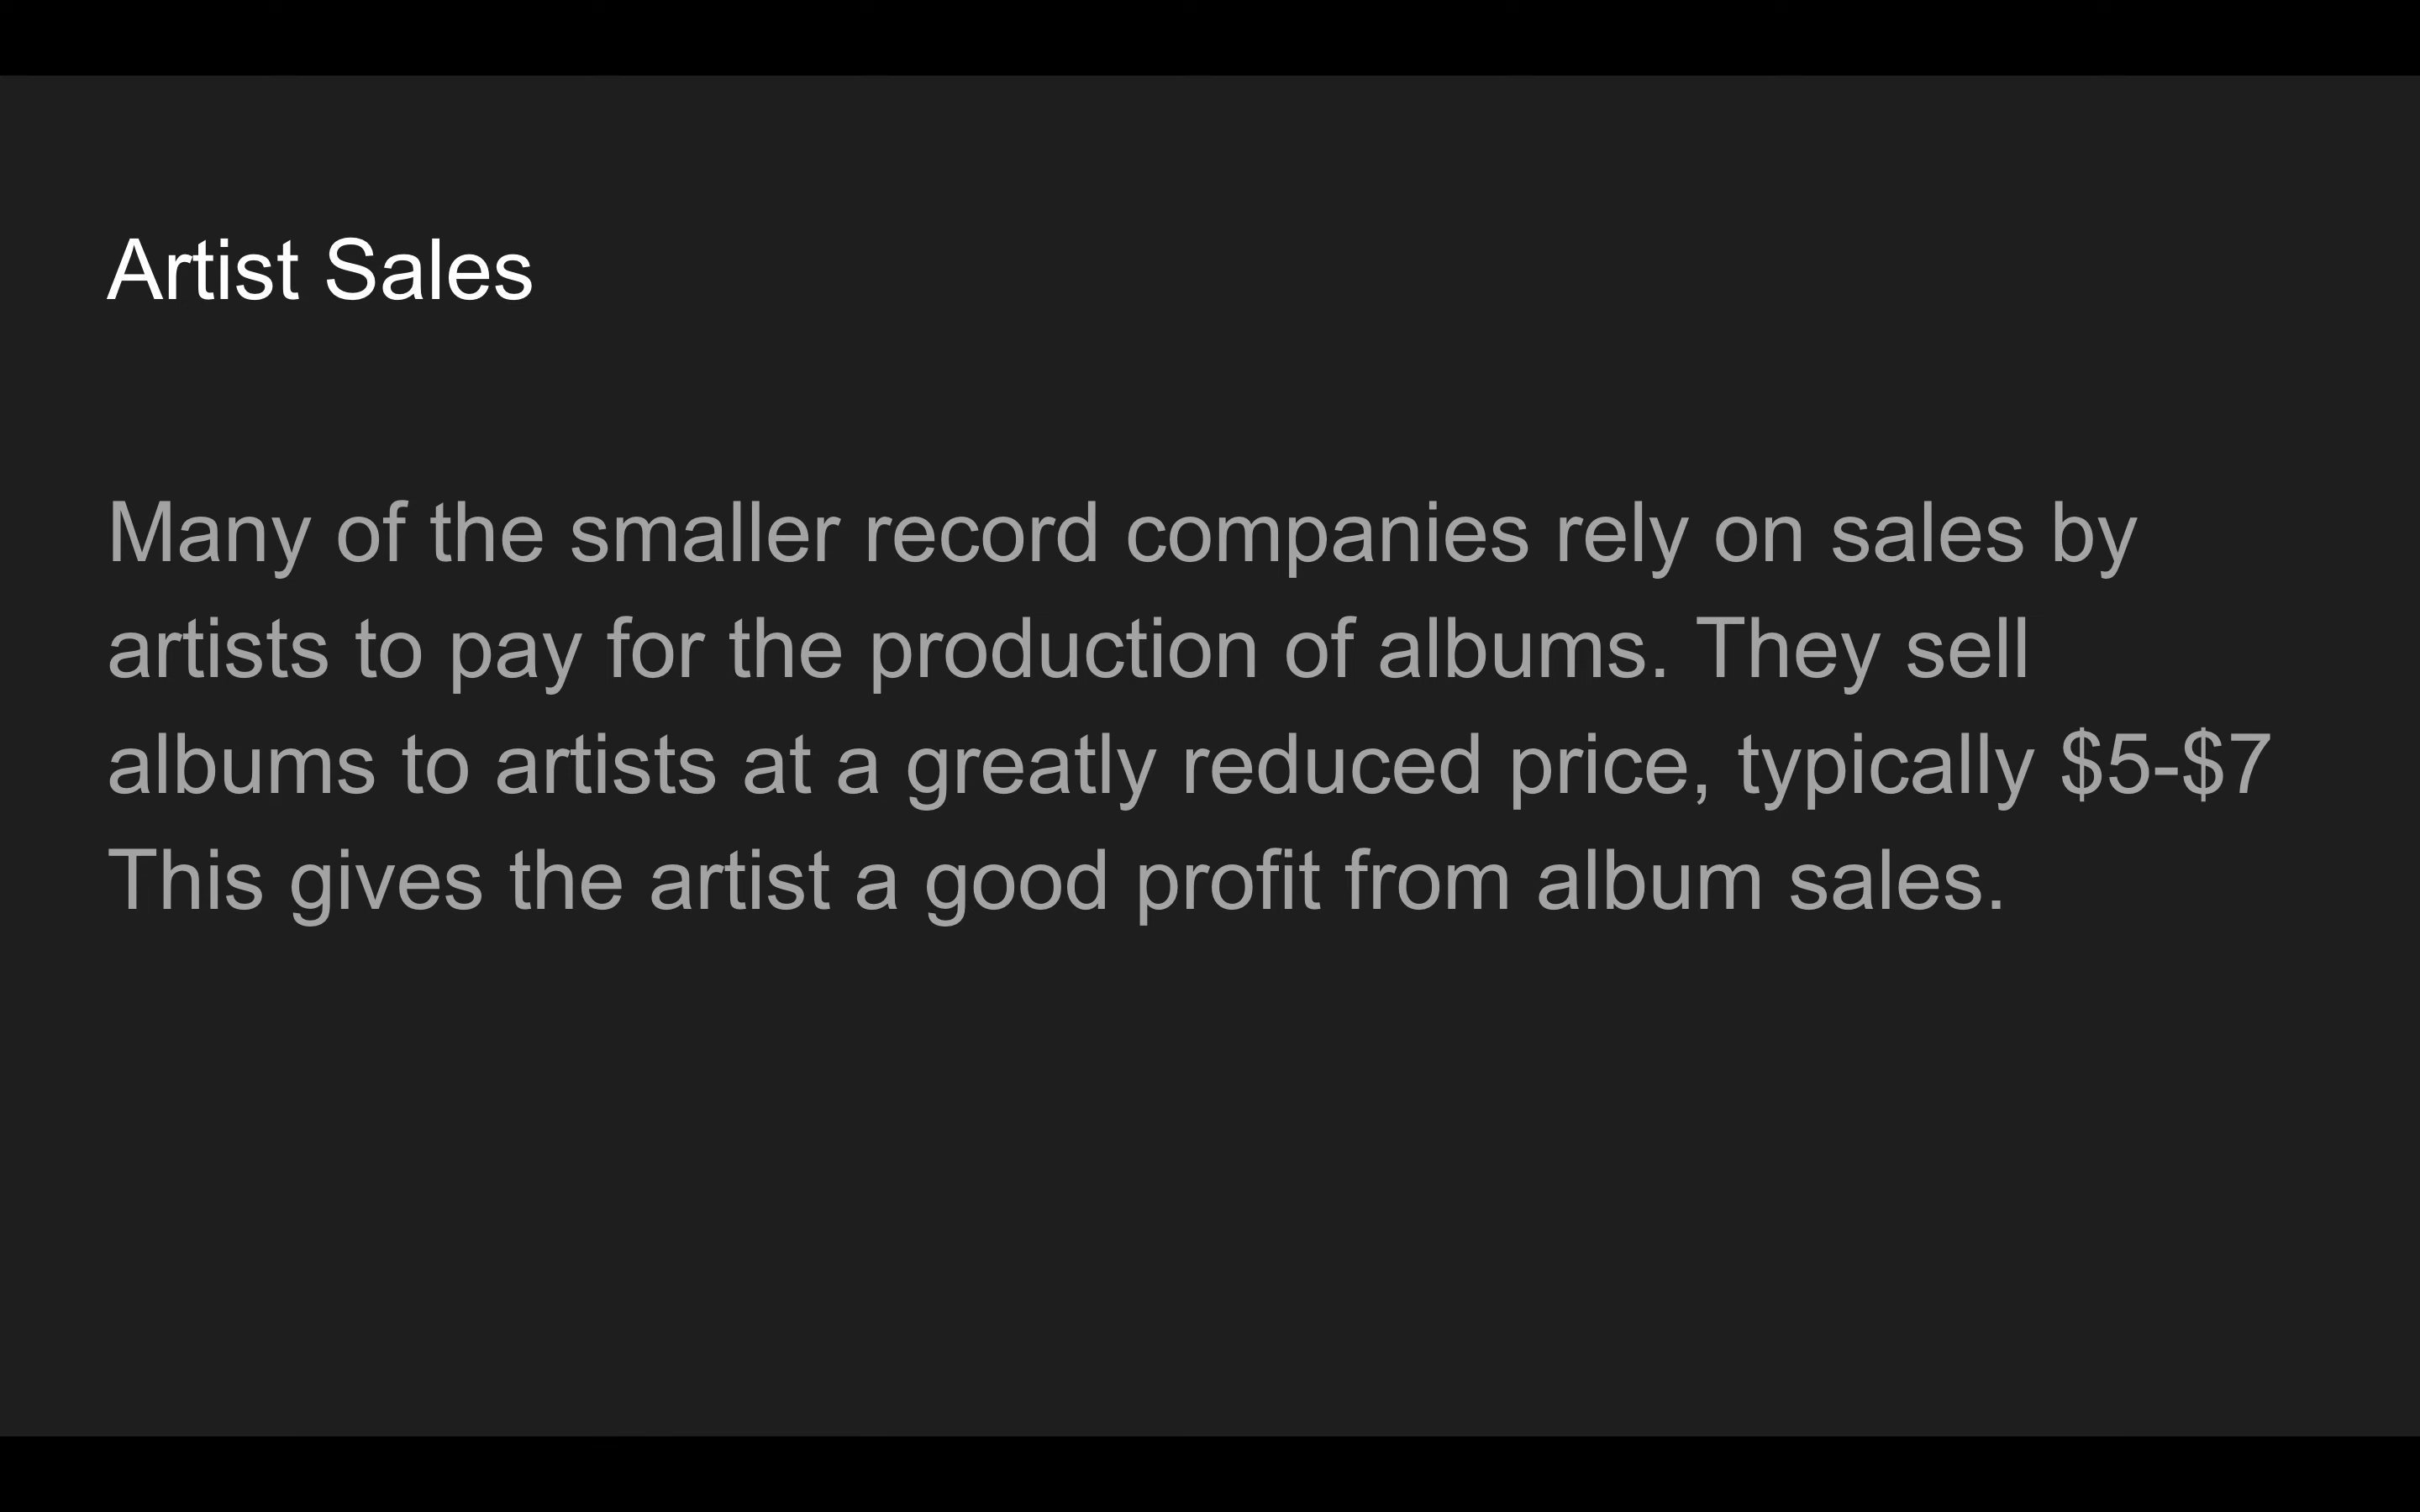 Artist Sales
Many of the smaller record companies rely on sales by
artists to pay for the production of albums. They sell
albums to artists at a greatly reduced price, typically $5-$7
This gives the artist a good profit from album sales.